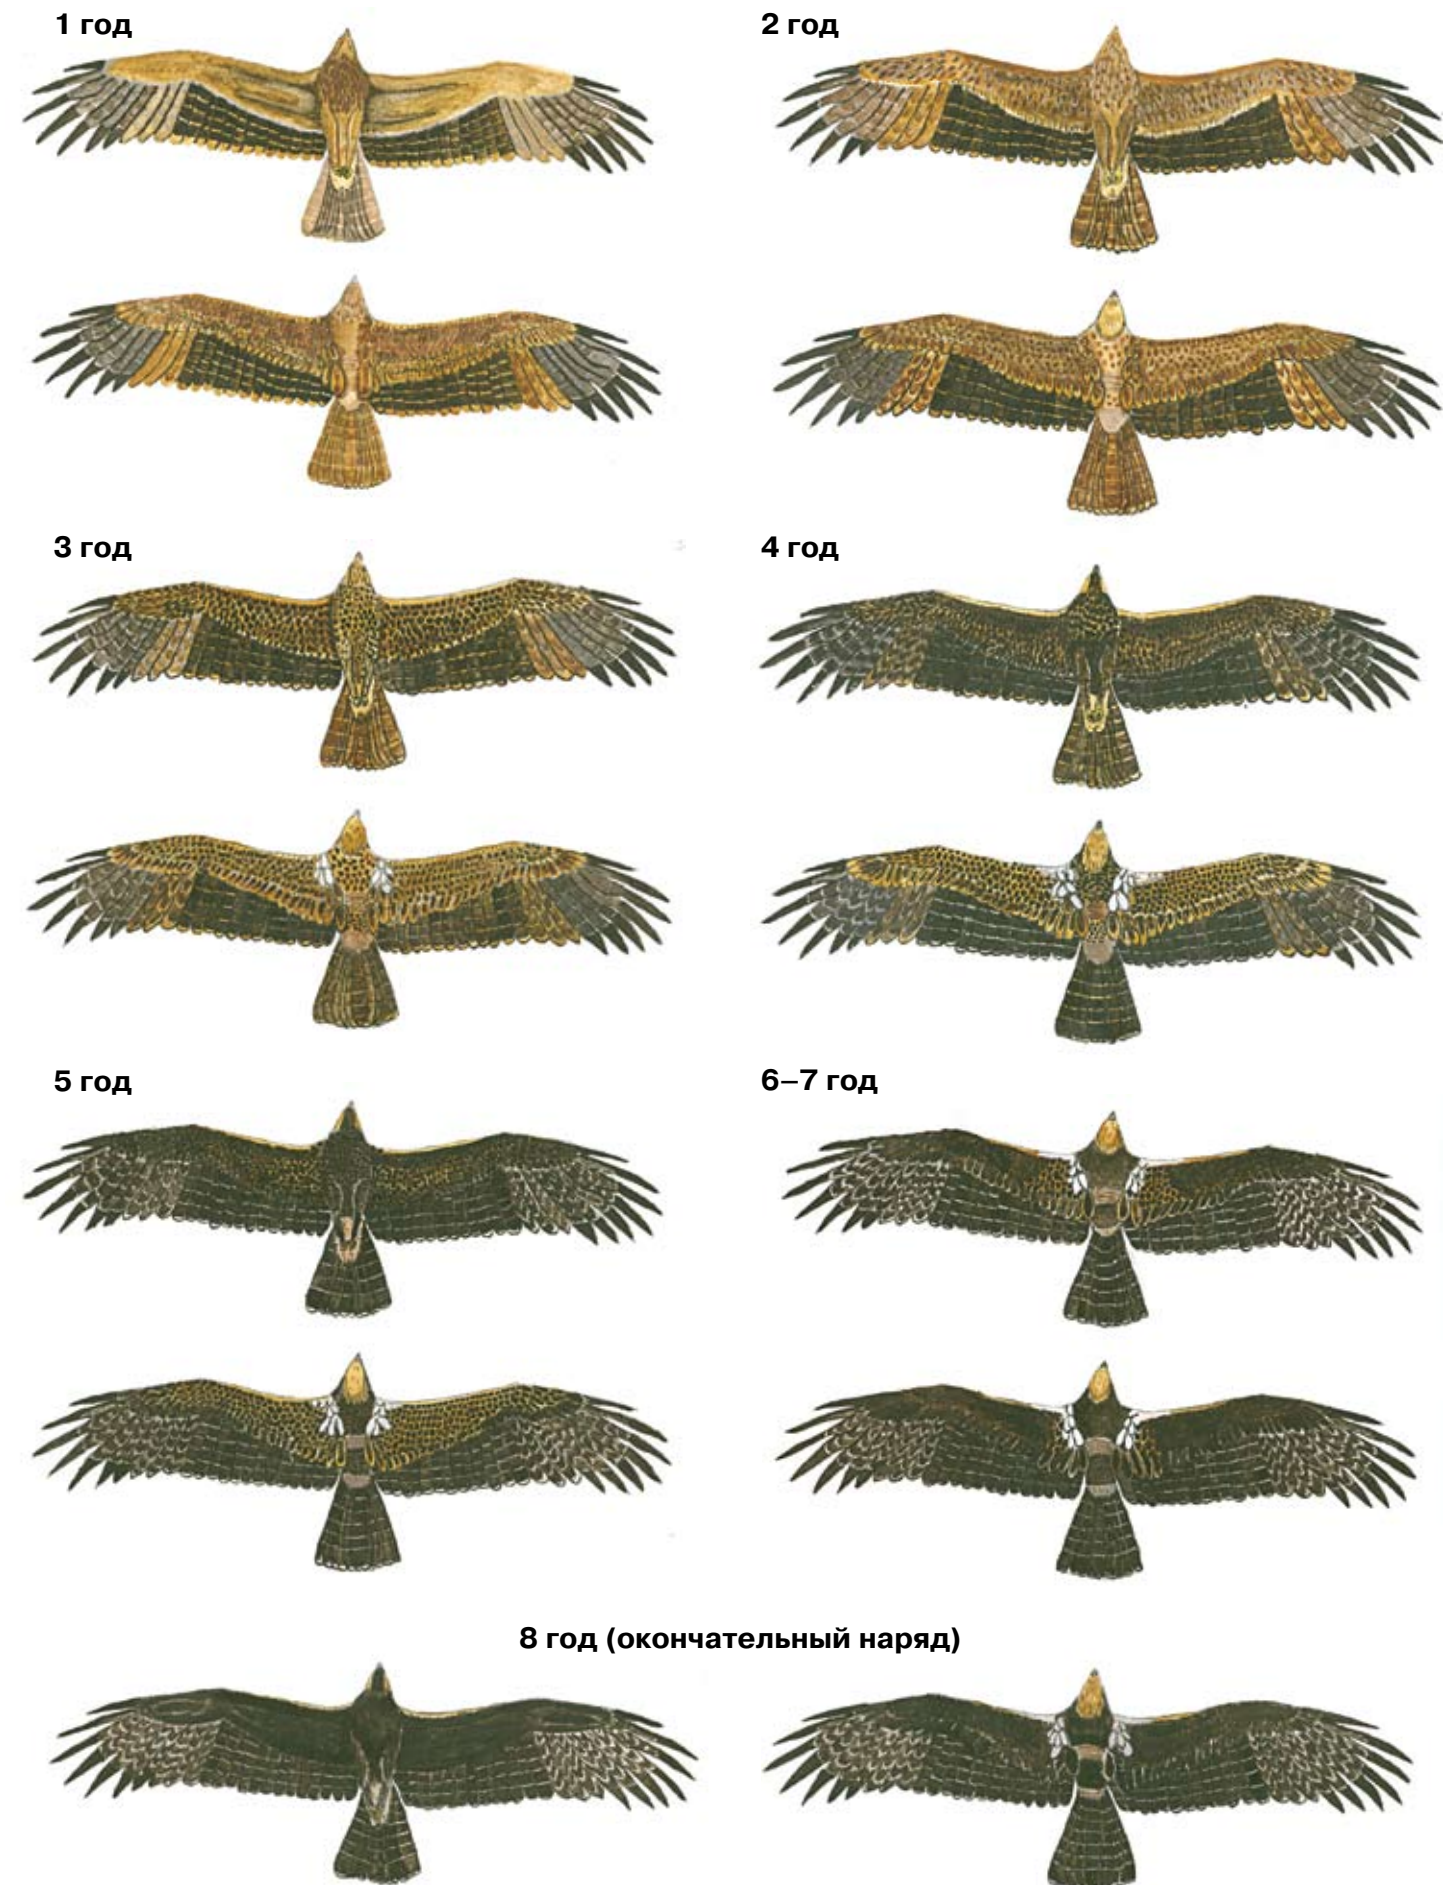 1 год
2 год
3 год
4 год
5 год
6–7 год
8 год (окончательный наряд)